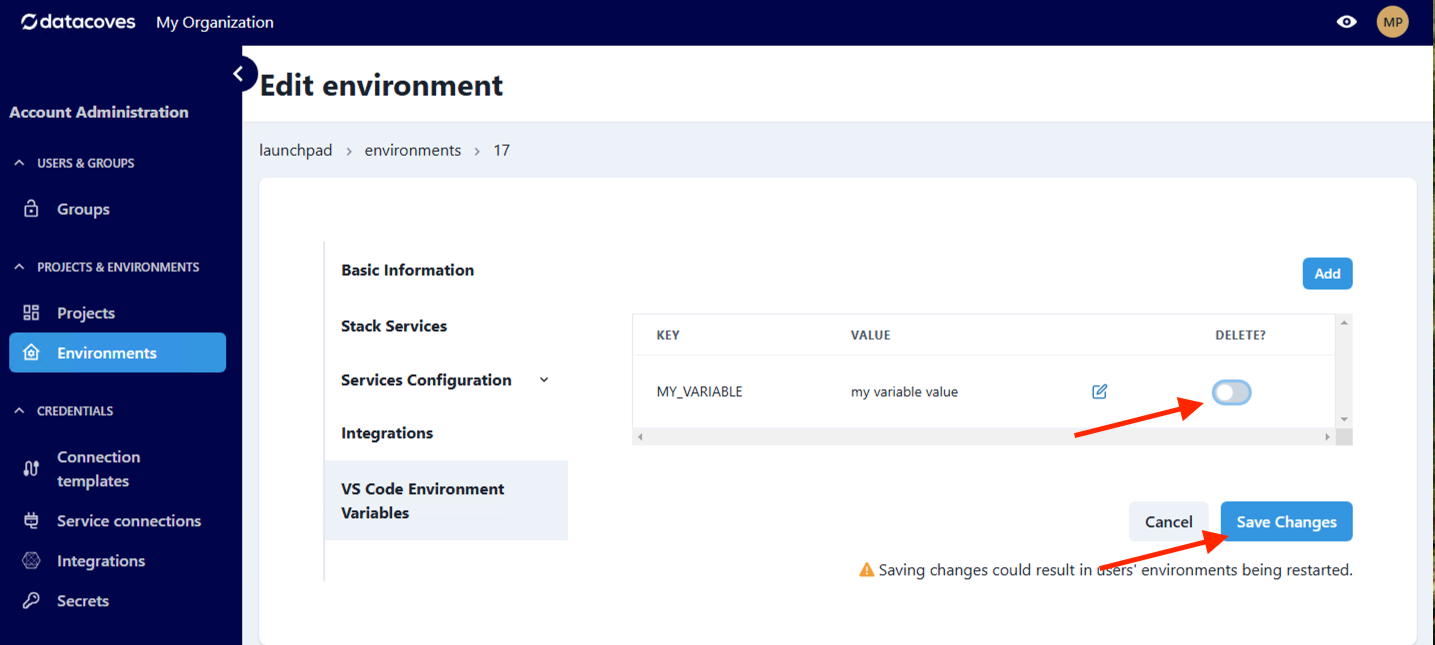 datacoves My Organization MP
Edit environment
Account Administration
launchpad > environments > 17
USERS & GROUPS
Groups
PROJECTS & ENVIRONMENTS
Projects
Environments
CREDENTIALS
Connection
templates
Service connections
Integrations
Secrets
Basic Information
Stack Services
Services Configuration
Integrations
VS Code Environment
Variables
Add
KEY VALUE DELETE?
MY_VARIABLE my variable value
Cancel Save Changes
Saving changes could result in users' environments being restarted.